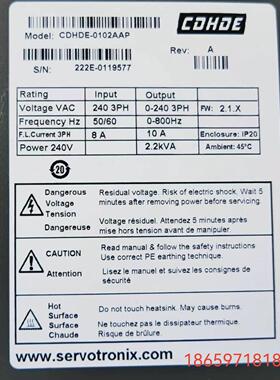 CDHDE
Model: CDHDE-0102AAP
Rev: A
S/N: 222E-0119577
Rating Input Output
Voltage VAC 240 3PH 0-240 3PH FW: 2.1.X
Frequency Hz 50/60 0-800Hz
F.L.Current 3PH 8 A 10 A Enclosure: IP20
Power 240V 2.2kVA Ambient: 45°C
20
Dangerous Voltage Tension Dangereuse
Residual voltage. Risk of electric shock. Wait 5
minutes after removing power before servicing.
Voltage résiduel. Attendez 5 minutes après
mise hors tension avant de manipuler.
CAUTION
Attention
Read manual & follow the safety instructions
Use correct PE earthing technique.
Lisez le manuel et suivez les consignes de
sécurité
Hot Surface Surface Chaude
Do not touch heatsink. May cause burns.
Ne touchez pas le dissipateur thermique.
Risque de brûlure.
www.servotronix.com
1865971818